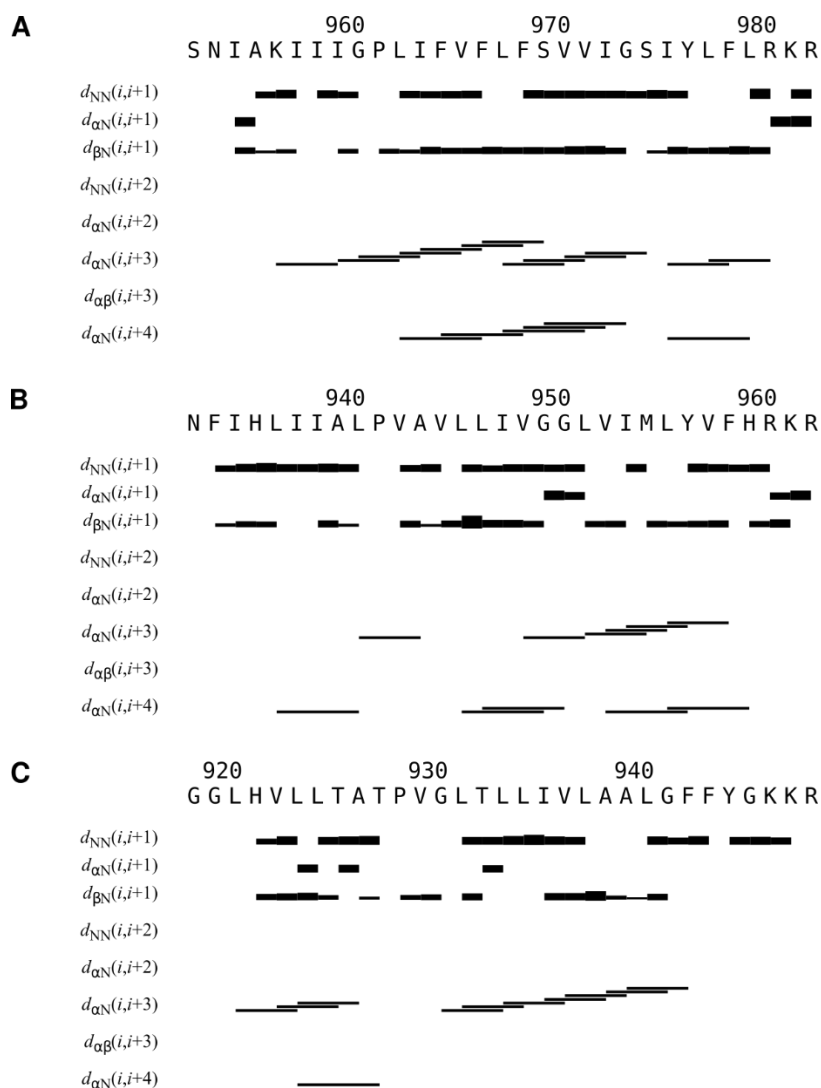 A
960 970 980
S N I A K I I I G P L I F V F L F S V V I G S I Y L F L R K R
dNN(i,i+1)
dαN(i,i+1)
dβN(i,i+1)
dNN(i,i+2)
dαN(i,i+2)
dαN(i,i+3)
dαβ(i,i+3)
dαN(i,i+4)
B
940 950 960
N F I H L I I A L P V A V L L I V G G L V I M L Y V F H R K R
dNN(i,i+1)
dαN(i,i+1)
dβN(i,i+1)
dNN(i,i+2)
dαN(i,i+2)
dαN(i,i+3)
dαβ(i,i+3)
dαN(i,i+4)
C
920 930 940
G G L H V L L T A T P V G L T L L I V L A A L G F F Y G K K R
dNN(i,i+1)
dαN(i,i+1)
dβN(i,i+1)
dNN(i,i+2)
dαN(i,i+2)
dαN(i,i+3)
dαβ(i,i+3)
dαN(i,i+4)